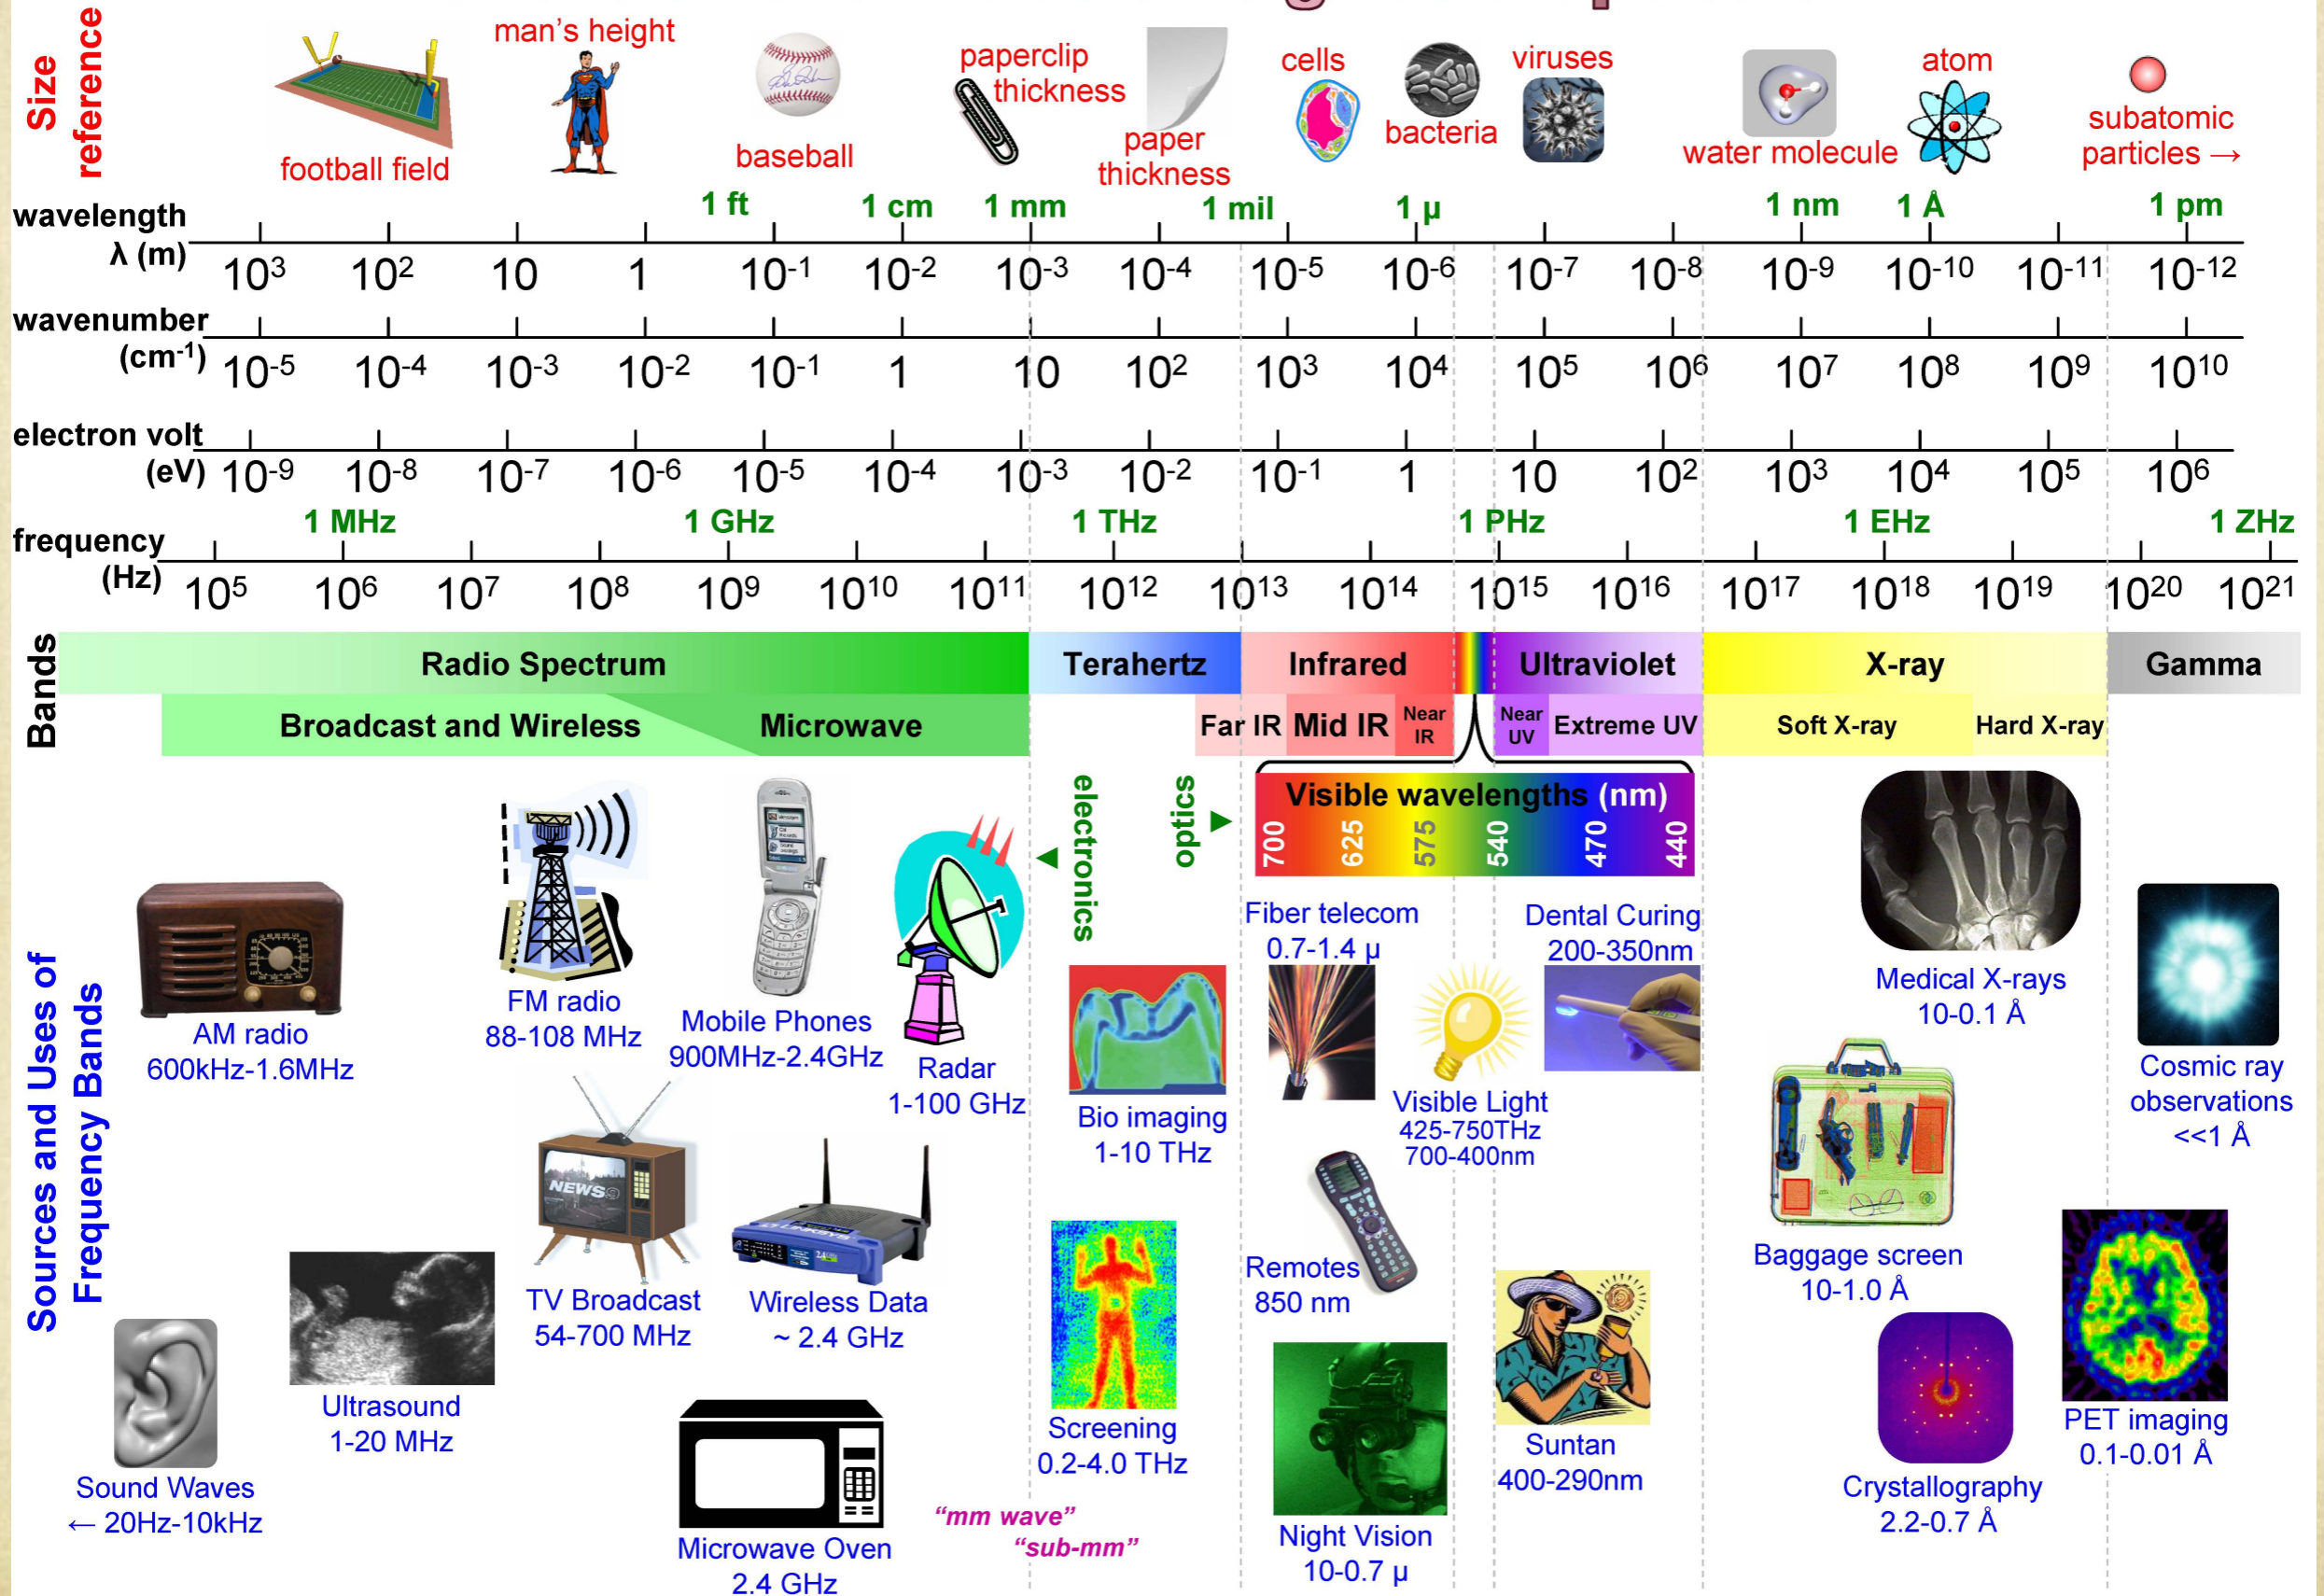 Size
reference
football field
man's height
baseball
paperclip
thickness
paper
thickness
cells
bacteria
viruses
water molecule
atom
subatomic
particles →
1 ft 1 cm 1 mm 1 mil 1 µ 1 nm 1 Å 1 pm
wavelength
λ (m)
10³ 10² 10 1 10⁻¹ 10⁻² 10⁻³ 10⁻⁴ 10⁻⁵ 10⁻⁶ 10⁻⁷ 10⁻⁸ 10⁻⁹ 10⁻¹⁰ 10⁻¹¹ 10⁻¹²
wavenumber
(cm⁻¹)
10⁻⁵ 10⁻⁴ 10⁻³ 10⁻² 10⁻¹ 1 10 10² 10³ 10⁴ 10⁵ 10⁶ 10⁷ 10⁸ 10⁹ 10¹⁰
electron volt
(eV)
10⁻⁹ 10⁻⁸ 10⁻⁷ 10⁻⁶ 10⁻⁵ 10⁻⁴ 10⁻³ 10⁻² 10⁻¹ 1 10 10² 10³ 10⁴ 10⁵ 10⁶
1 MHz 1 GHz 1 THz 1 PHz 1 EHz 1 ZHz
frequency
(Hz)
10⁵ 10⁶ 10⁷ 10⁸ 10⁹ 10¹⁰ 10¹¹ 10¹² 10¹³ 10¹⁴ 10¹⁵ 10¹⁶ 10¹⁷ 10¹⁸ 10¹⁹ 10²⁰ 10²¹
Bands
Radio Spectrum Terahertz Infrared Ultraviolet X-ray Gamma
Broadcast and Wireless Microwave Far IR Mid IR Near IR Near UV Extreme UV Soft X-ray Hard X-ray
electronics
optics
Visible wavelengths (nm)
700 625 575 540 470 440
Sources and Uses of
Frequency Bands
AM radio
600kHz-1.6MHz
FM radio
88-108 MHz
Mobile Phones
900MHz-2.4GHz
Radar
1-100 GHz
Bio imaging
1-10 THz
Fiber telecom
0.7-1.4 µ
Visible Light
425-750THz
700-400nm
Dental Curing
200-350nm
Medical X-rays
10-0.1 Å
Cosmic ray
observations
<<1 Å
NEWS9
TV Broadcast
54-700 MHz
LINKSYS
Wireless Data
~ 2.4 GHz
Screening
0.2-4.0 THz
Remotes
850 nm
Suntan
400-290nm
Baggage screen
10-1.0 Å
PET imaging
0.1-0.01 Å
Sound Waves
← 20Hz-10kHz
Ultrasound
1-20 MHz
Microwave Oven
2.4 GHz
"mm wave"
"sub-mm"
Night Vision
10-0.7 µ
Crystallography
2.2-0.7 Å